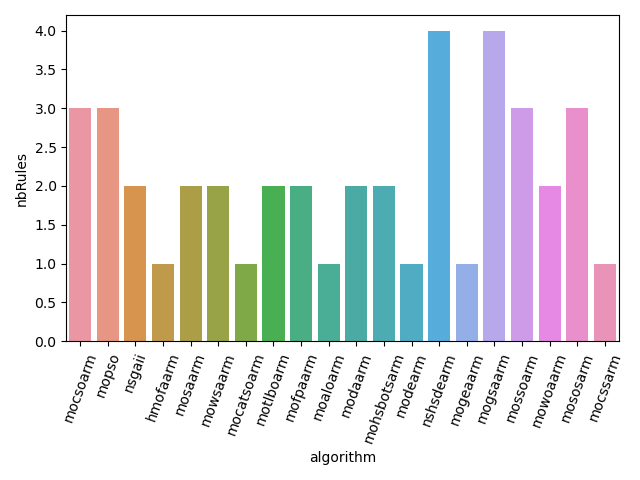 4.0
3.5
3.0
2.5
2.0
1.5
1.0
0.5
0.0
nbRules
mocsoarm
mopso
nsgaii
hmofaarm
mosaarm
mowsaarm
mocatsoarm
motlboarm
mofpaarm
moaloarm
modaarm
mohsbotsarm
modearm
nshsdearm
mogeaarm
mogsaarm
mossoarm
mowoaarm
mososarm
mocssarm
algorithm